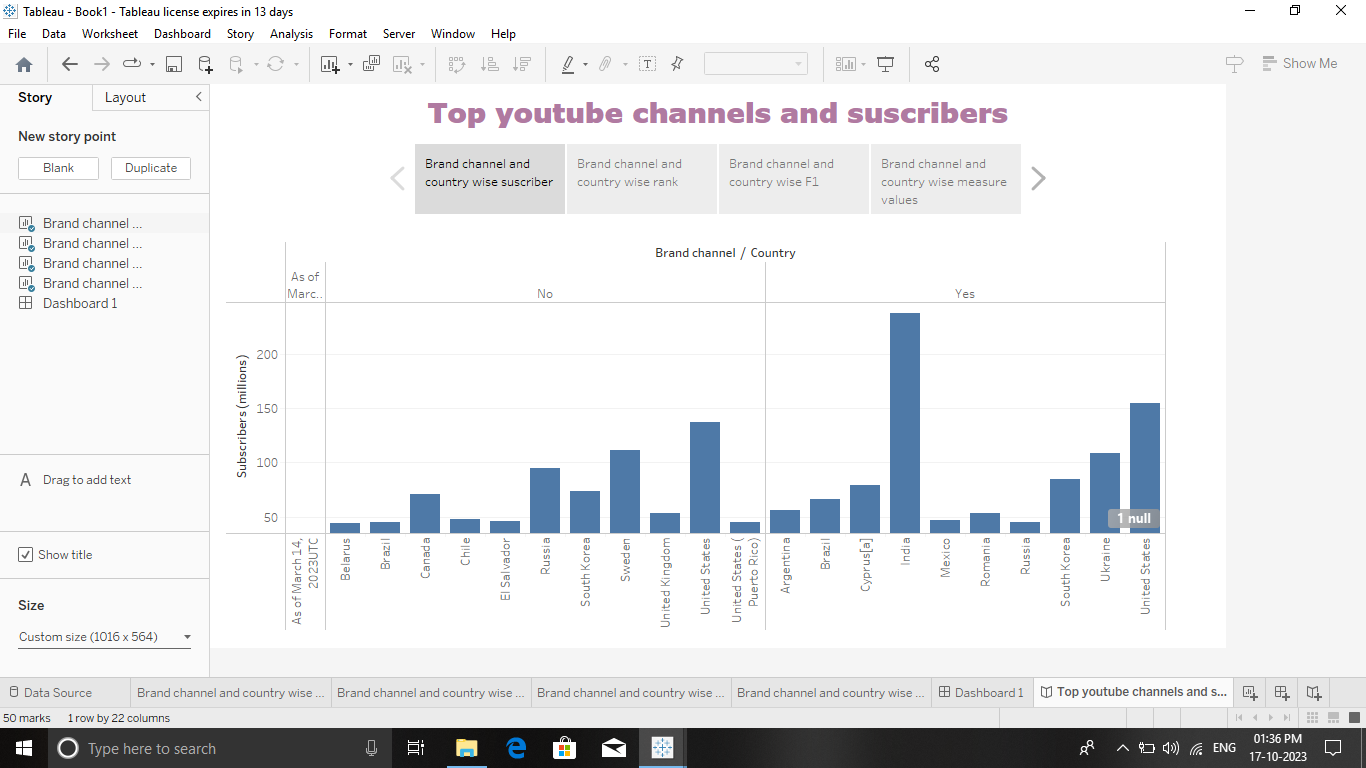 Tableau - Book1 - Tableau license expires in 13 days
File Data Worksheet Dashboard Story Analysis Format Server Window Help
Show Me
Story Layout
New story point
Blank Duplicate
Brand channel ...
Brand channel ...
Brand channel ...
Brand channel ...
Dashboard 1
A Drag to add text
Show title
Size
Custom size (1016 x 564)
Top youtube channels and suscribers
Brand channel and
country wise suscriber
Brand channel and
country wise rank
Brand channel and
country wise F1
Brand channel and
country wise measure
values
Brand channel / Country
As of
Marc..
No
Yes
Subscribers (millions)
200
150
100
50
1 null
As of March 14,
2023UTC
Belarus
Brazil
Canada
Chile
El Salvador
Russia
South Korea
Sweden
United Kingdom
United States
United States (
Puerto Rico)
Argentina
Brazil
Cyprus[a]
India
Mexico
Romania
Russia
South Korea
Ukraine
United States
Data Source Brand channel and country wise ... Brand channel and country wise ... Brand channel and country wise ... Brand channel and country wise ... Dashboard 1 Top youtube channels and s...
50 marks 1 row by 22 columns
Type here to search
ENG
01:36 PM
17-10-2023